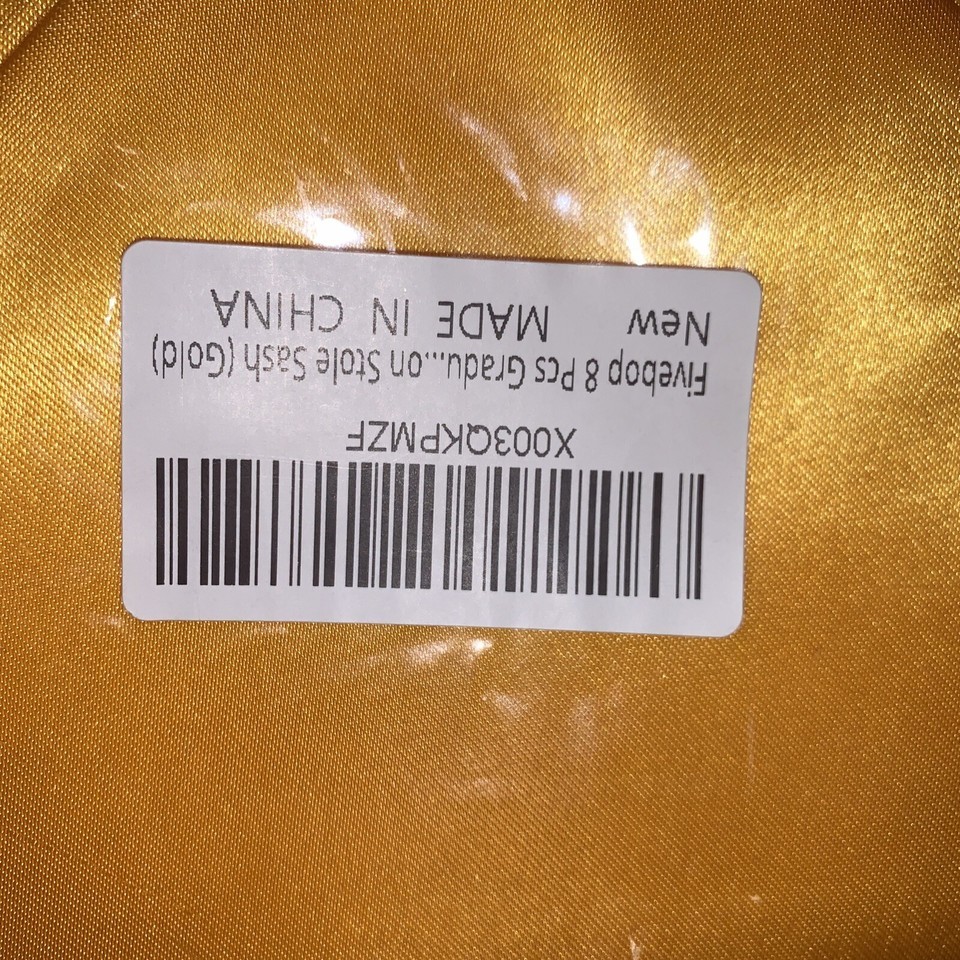 X003QKPMZF
Fivebop 8 Pcs Gradu...on Stole Sash (Gold)
New MADE IN CHINA